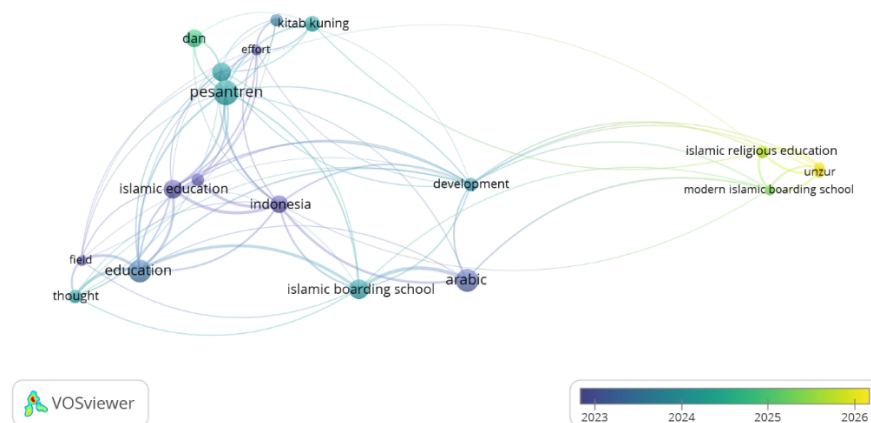 kitab kuning
dan
effort
pesantren
islamic religious education
unzur
islamic education
development
modern islamic boarding school
indonesia
field
education
arabic
islamic boarding school
thought
VOSviewer
2023 2024 2025 2026